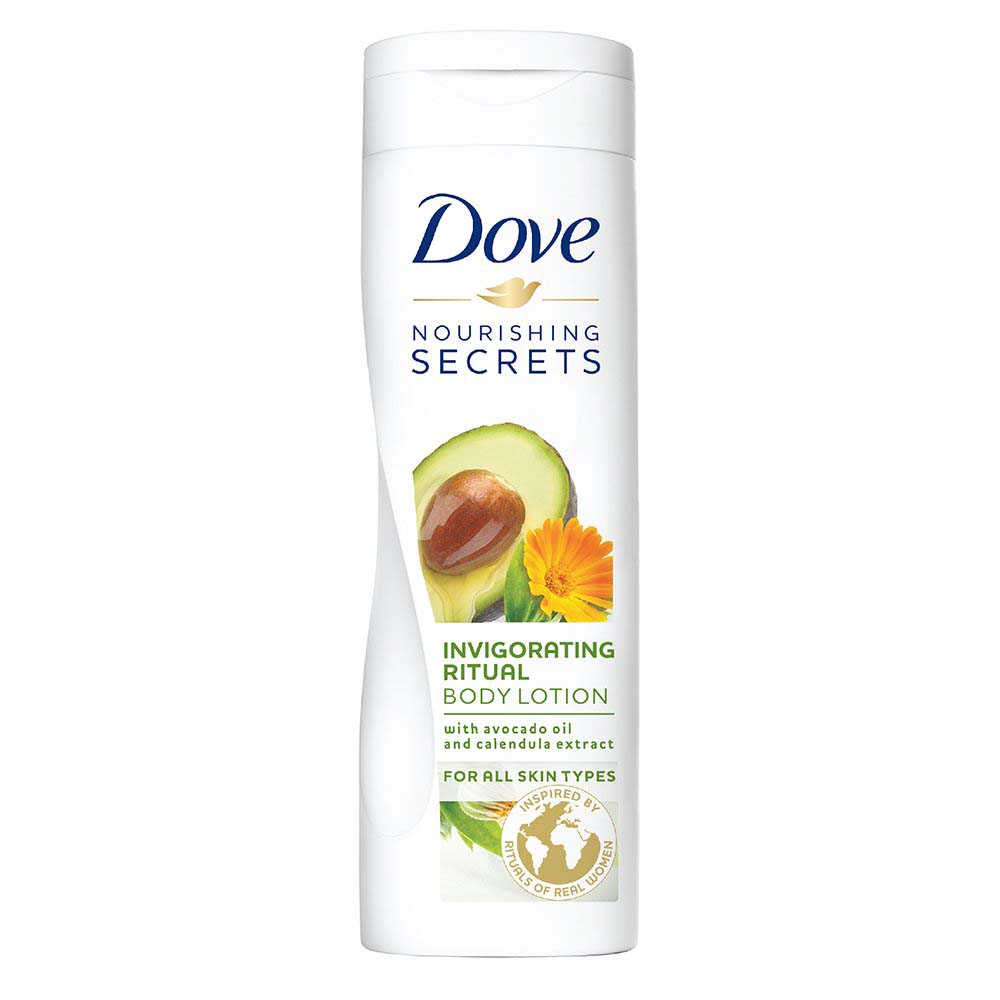 Dove
NOURISHING
SECRETS
INVIGORATING
RITUAL
BODY LOTION
with avocado oil
and calendula extract
FOR ALL SKIN TYPES
INSPIRED BY
RITUALS OF REAL WOMEN